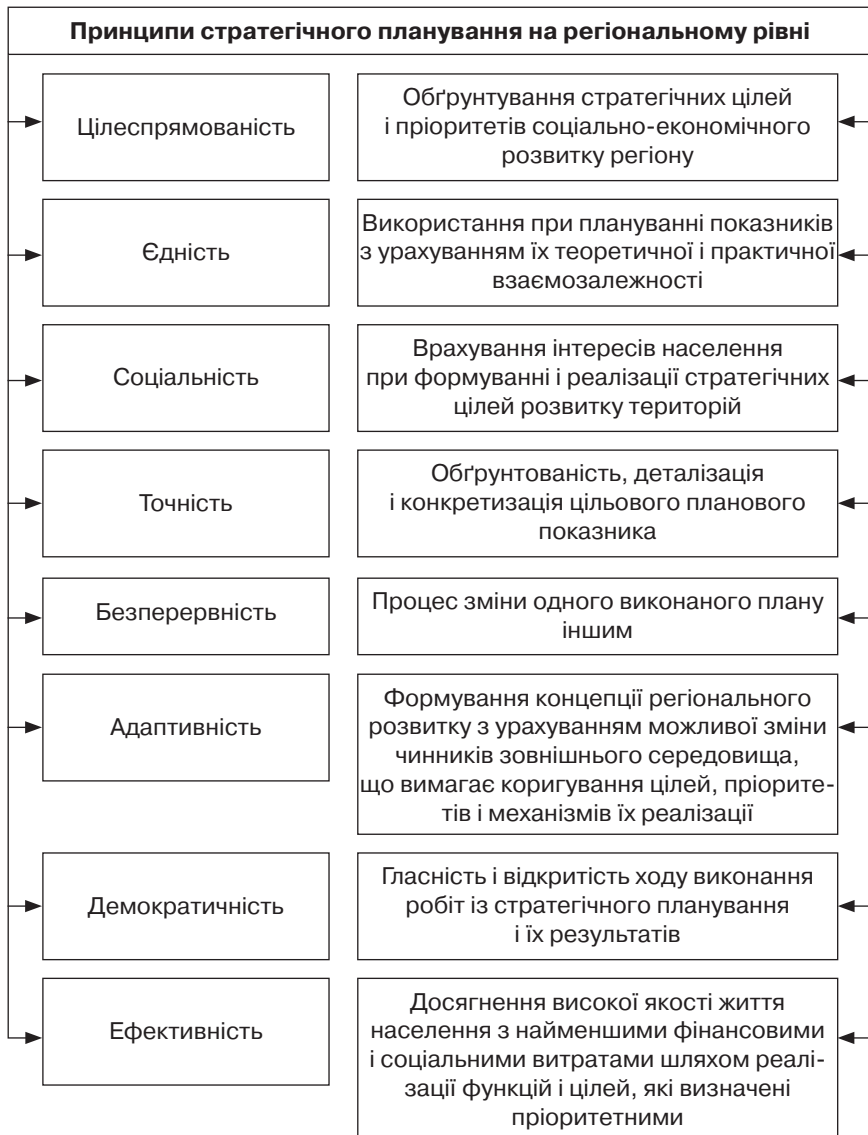 Принципи стратегічного планування на регіональному рівні
Цілеспрямованість
Обґрунтування стратегічних цілей
і пріоритетів соціально-економічного
розвитку регіону
Єдність
Використання при плануванні показників
з урахуванням їх теоретичної і практичної
взаємозалежності
Соціальність
Врахування інтересів населення
при формуванні і реалізації стратегічних
цілей розвитку територій
Точність
Обґрунтованість, деталізація
і конкретизація цільового планового
показника
Безперервність
Процес зміни одного виконаного плану
іншим
Адаптивність
Формування концепції регіонального
розвитку з урахуванням можливої зміни
чинників зовнішнього середовища,
що вимагає коригування цілей, пріорите-
тів і механізмів їх реалізації
Демократичність
Гласність і відкритість ходу виконання
робіт із стратегічного планування
і їх результатів
Ефективність
Досягнення високої якості життя
населення з найменшими фінансовими
і соціальними витратами шляхом реалі-
зації функцій і цілей, які визначені
пріоритетними